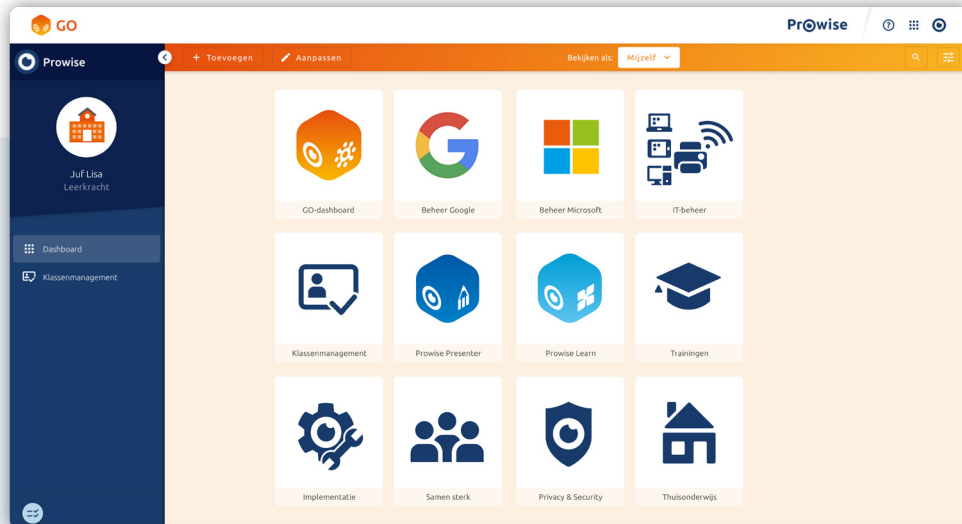 GO
Prowise
Prowise
+ Toevoegen
Aanpassen
Bekijken als:
Mijzelf
Juf Lisa
Leerkracht
Dashboard
Klassenmanagement
GO-dashboard
Beheer Google
Beheer Microsoft
IT-beheer
Klassenmanagement
Prowise Presenter
Prowise Learn
Trainingen
Implementatie
Samen sterk
Privacy & Security
Thuisonderwijs